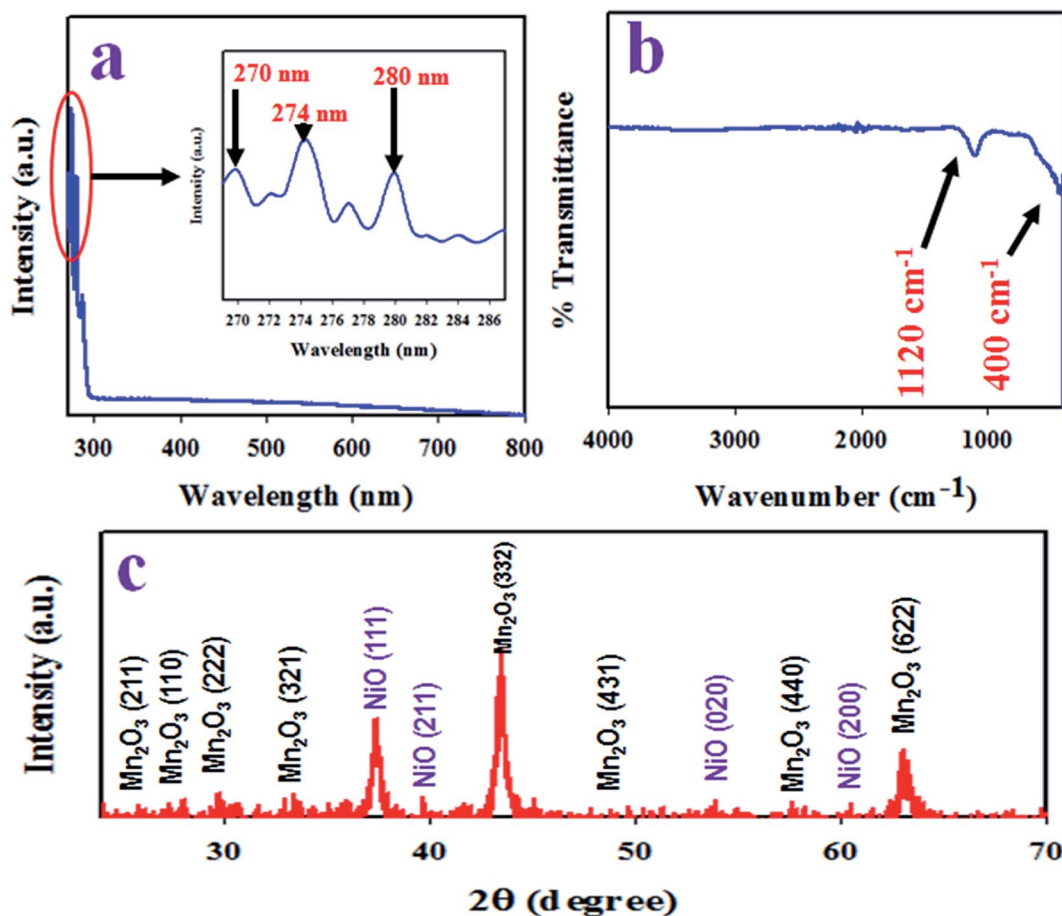 a
270 nm
280 nm
274 nm
Intensity (a.u.)
270 272 274 276 278 280 282 284 286
Wavelength (nm)
Intensity (a.u.)
300 400 500 600 700 800
Wavelength (nm)
b
% Transmittance
1120 cm⁻¹
400 cm⁻¹
4000 3000 2000 1000
Wavenumber (cm⁻¹)
c
Intensity (a.u.)
Mn₂O₃ (211)
Mn₂O₃ (110)
Mn₂O₃ (222)
Mn₂O₃ (321)
NiO (111)
NiO (211)
Mn₂O₃ (332)
Mn₂O₃ (431)
NiO (020)
Mn₂O₃ (440)
NiO (200)
Mn₂O₃ (622)
30 40 50 60 70
2θ (degree)